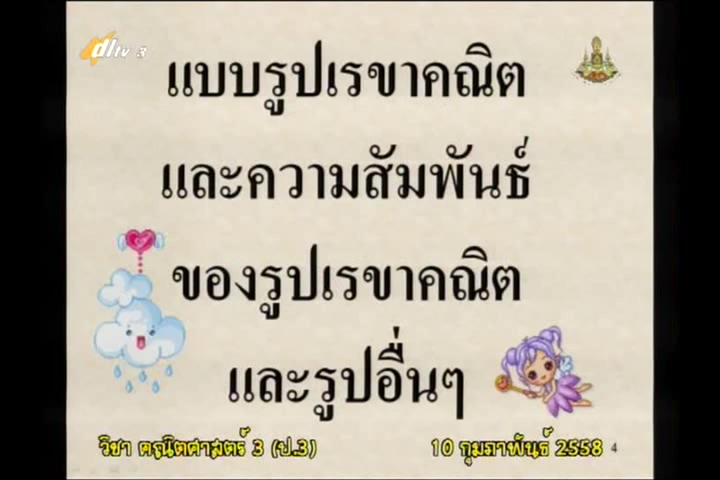 dltv 3
แบบรูปเรขาคณิต
และความสัมพันธ์
ของรูปเรขาคณิต
และรูปอื่นๆ
วิชา คณิตศาสตร์ 3 (ป.3)
10 กุมภาพันธ์ 2558
4